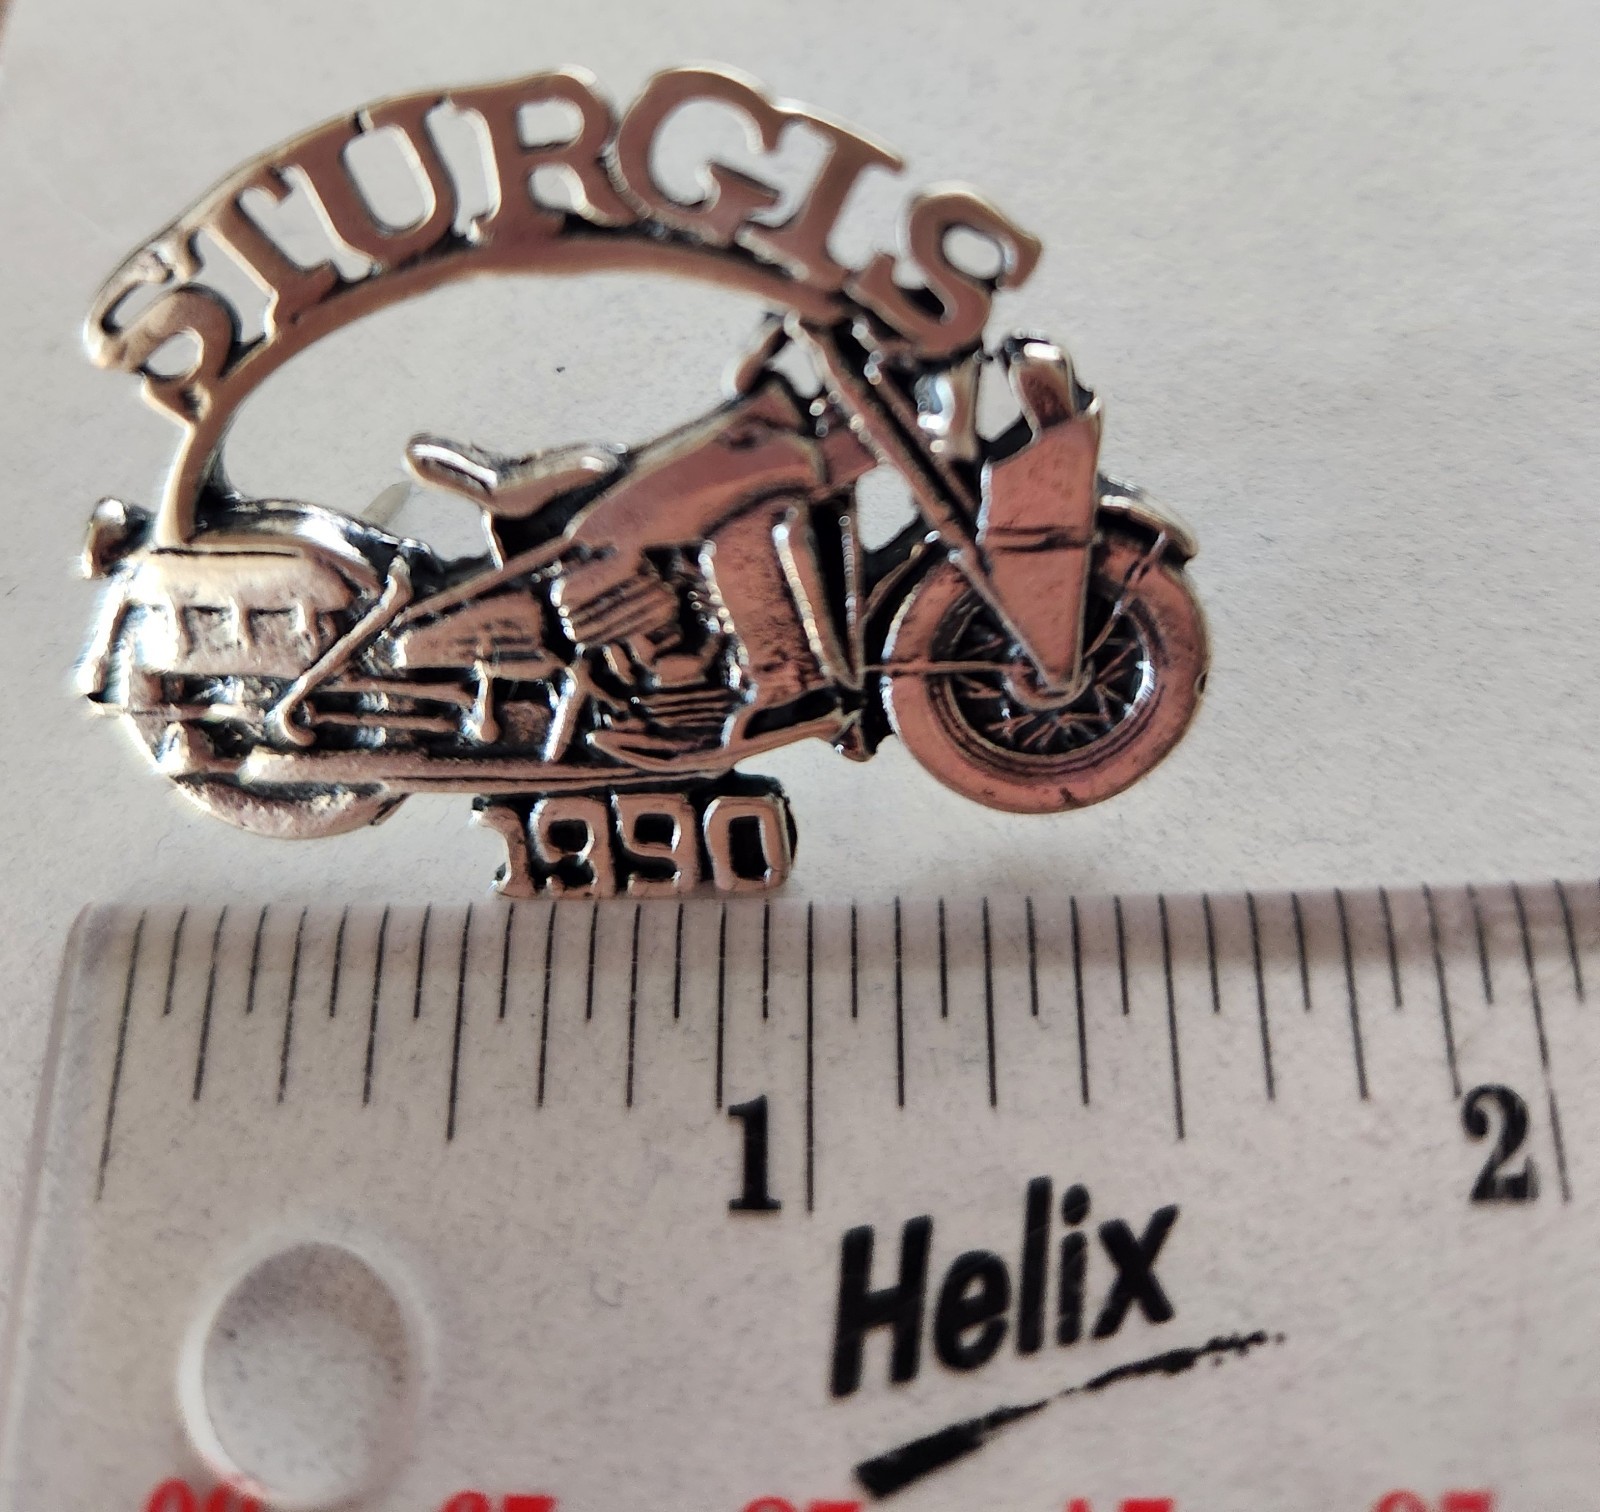 STURGIS
1990
1 2
Helix